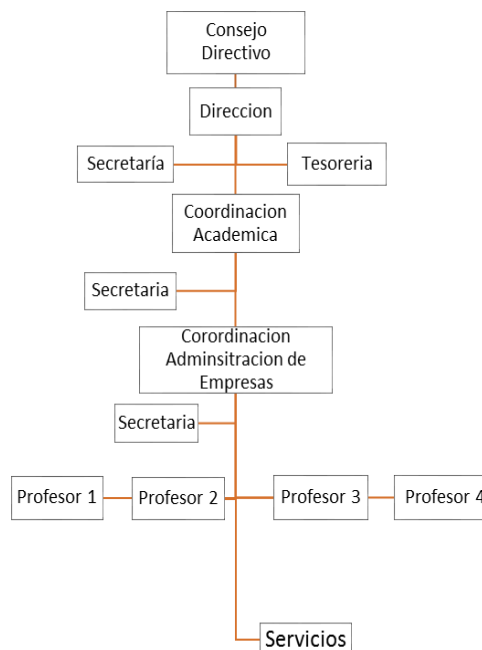 Consejo
Directivo
Direccion
Secretaría
Tesoreria
Coordinacion
Academica
Secretaria
Corordinacion
Adminsitracion de
Empresas
Secretaria
Profesor 1
Profesor 2
Profesor 3
Profesor 4
Servicios